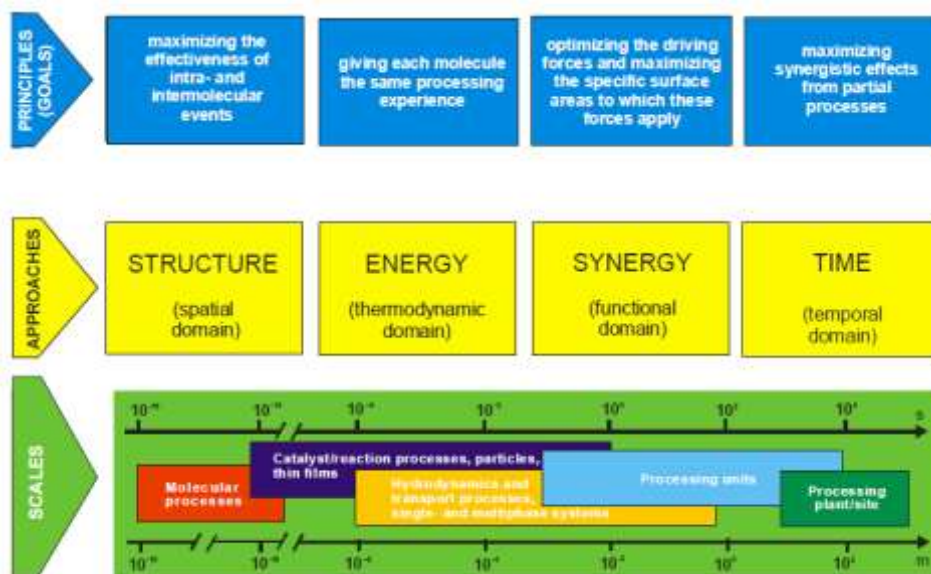 PRINCIPLES
(GOALS)
maximizing the
effectiveness of
intra- and
intermolecular
events
giving each molecule
the same processing
experience
optimizing the driving
forces and maximizing
the specific surface
areas to which these
forces apply
maximizing
synergistic effects
from partial
processes
APPROACHES
STRUCTURE
(spatial
domain)
ENERGY
(thermodynamic
domain)
SYNERGY
(functional
domain)
TIME
(temporal
domain)
SCALES
s
Molecular
processes
Catalyst/reaction processes, particles,
thin films
Hydrodynamics and
transport processes,
single- and multiphase systems
Processing units
Processing
plant/site
m